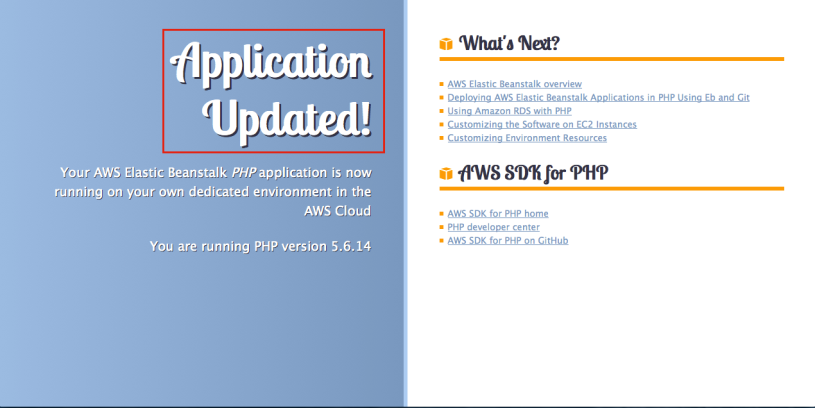 Application
Updated!
Your AWS Elastic Beanstalk PHP application is now
running on your own dedicated environment in the
AWS Cloud
You are running PHP version 5.6.14
What's Next?
AWS Elastic Beanstalk overview
Deploying AWS Elastic Beanstalk Applications in PHP Using Eb and Git
Using Amazon RDS with PHP
Customizing the Software on EC2 Instances
Customizing Environment Resources
AWS SDK for PHP
AWS SDK for PHP home
PHP developer center
AWS SDK for PHP on GitHub